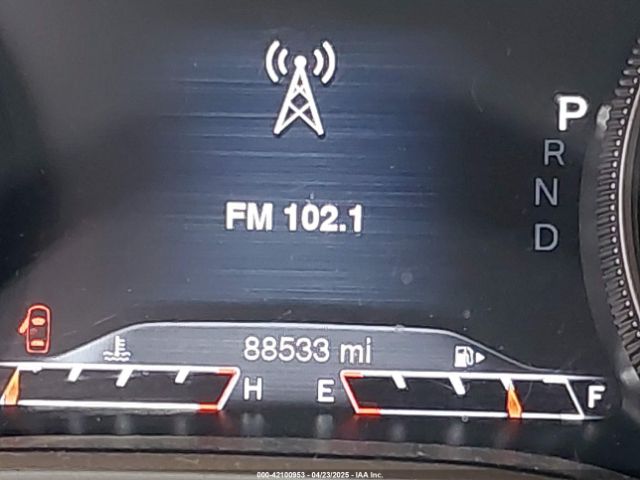 P
R
N
D
FM 102.1
88533 mi
H E F
000-42100953 - 04/23/2025 - IAA Inc.